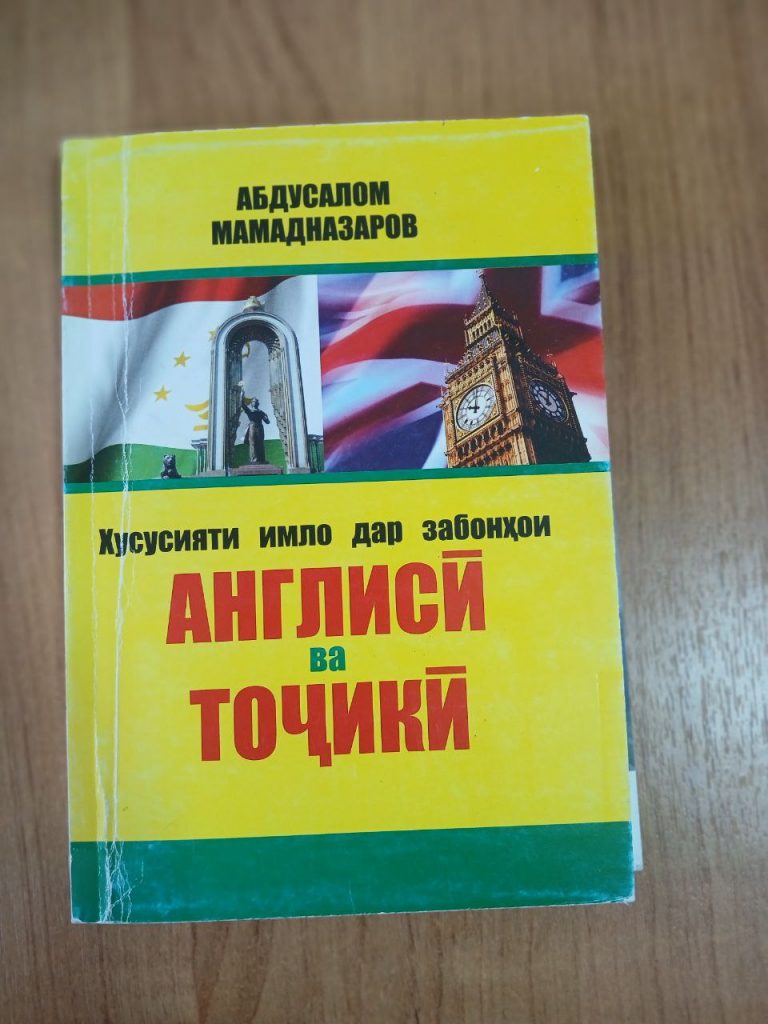 АБДУСАЛОМ
МАМАДНАЗАРОВ
Хусусияти имло дар забонҳои
АНГЛИСӢ
ва
ТОҶИКӢ